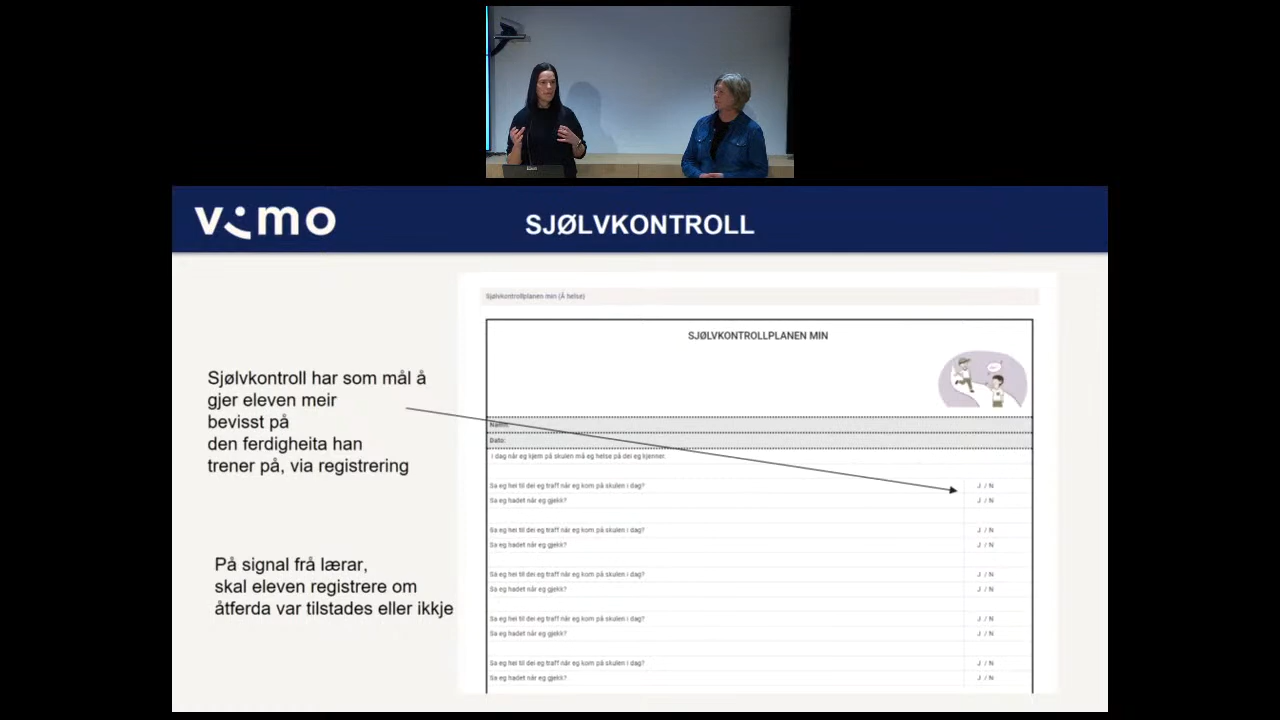 vimo
SJØLVKONTROLL
Sjølvkontrollplanen min (Å helse)
SJØLVKONTROLLPLANEN MIN
Sjølvkontroll har som mål å
gjer eleven meir
bevisst på
den ferdigheita han
trener på, via registrering
På signal frå lærar,
skal eleven registrere om
åtferda var tilstades eller ikkje
Namn:
Dato:
I dag når eg kjem på skulen må eg helse på dei eg kjenner.
Sa eg hei til dei eg traff når eg kom på skulen i dag? J / N
Sa eg hadet når eg gjekk? J / N
Sa eg hei til dei eg traff når eg kom på skulen i dag? J / N
Sa eg hadet når eg gjekk? J / N
Sa eg hei til dei eg traff når eg kom på skulen i dag? J / N
Sa eg hadet når eg gjekk? J / N
Sa eg hei til dei eg traff når eg kom på skulen i dag? J / N
Sa eg hadet når eg gjekk? J / N
Sa eg hei til dei eg traff når eg kom på skulen i dag? J / N
Sa eg hadet når eg gjekk? J / N